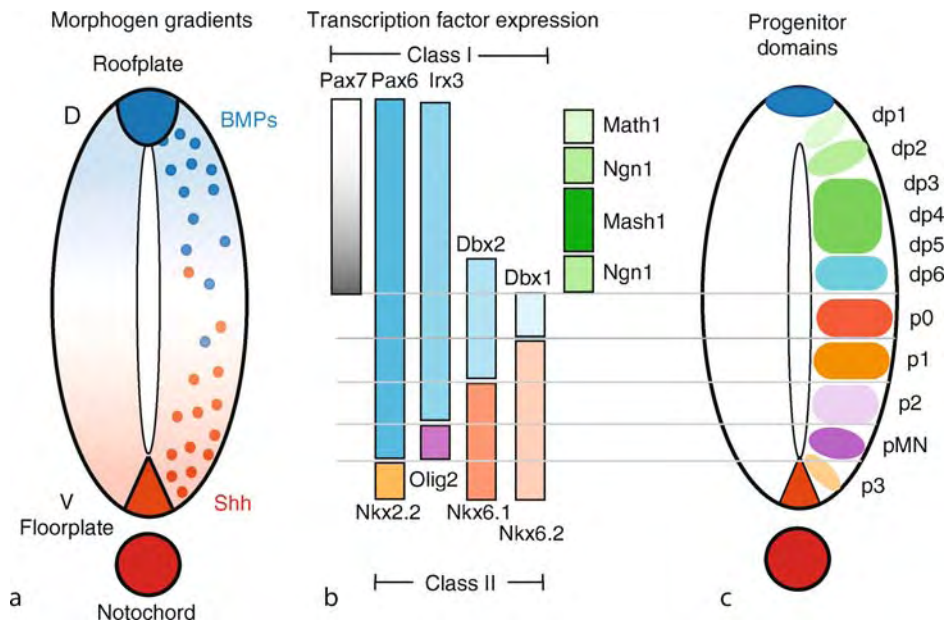 Morphogen gradients
Roofplate
D
BMPs
V
Floorplate
Shh
Notochord
a
Transcription factor expression
Class I
Pax7 Pax6 Irx3
Dbx2
Dbx1
Math1
Ngn1
Mash1
Ngn1
Olig2
Nkx2.2
Nkx6.1
Nkx6.2
Class II
b
Progenitor
domains
dp1
dp2
dp3
dp4
dp5
dp6
p0
p1
p2
pMN
p3
c